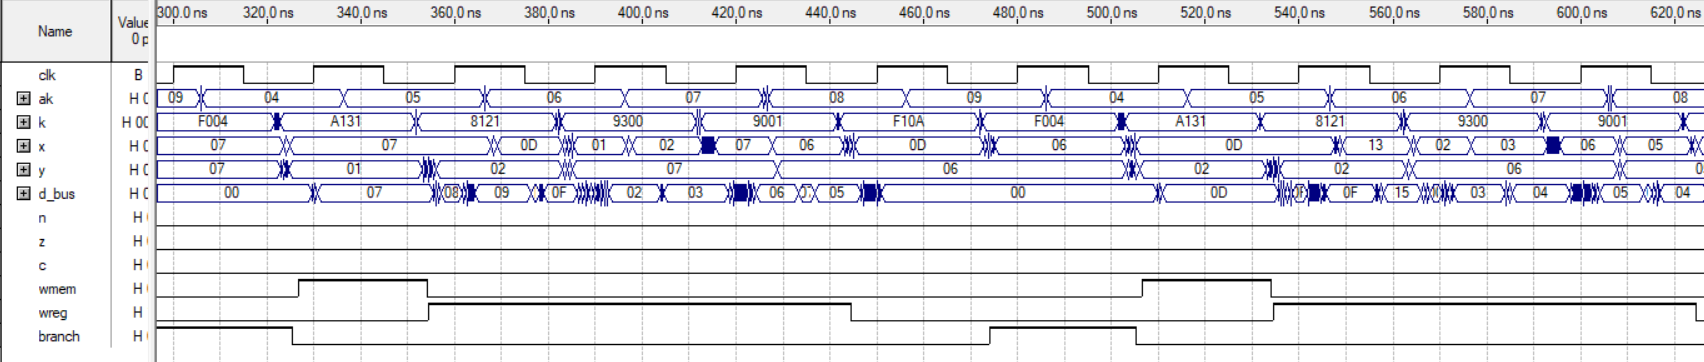 300.0 ns 320.0 ns 340.0 ns 360.0 ns 380.0 ns 400.0 ns 420.0 ns 440.0 ns 460.0 ns 480.0 ns 500.0 ns 520.0 ns 540.0 ns 560.0 ns 580.0 ns 600.0 ns 620.0 ns
Name Value 0 p
clk B
ak H 09 04 05 06 07 08 09 04 05 06 07 08
k H 00 F004 A131 8121 9300 9001 F10A F004 A131 8121 9300 9001
x H 07 07 0D 01 02 07 06 0D 06 0D 13 02 03 06 05
y H 07 01 02 07 06 02 02 06
d_bus H 00 07 08 09 0F 02 03 06 05 00 0D 0F 15 03 04 05 04
n H
z H
c H
wmem H
wreg H
branch H